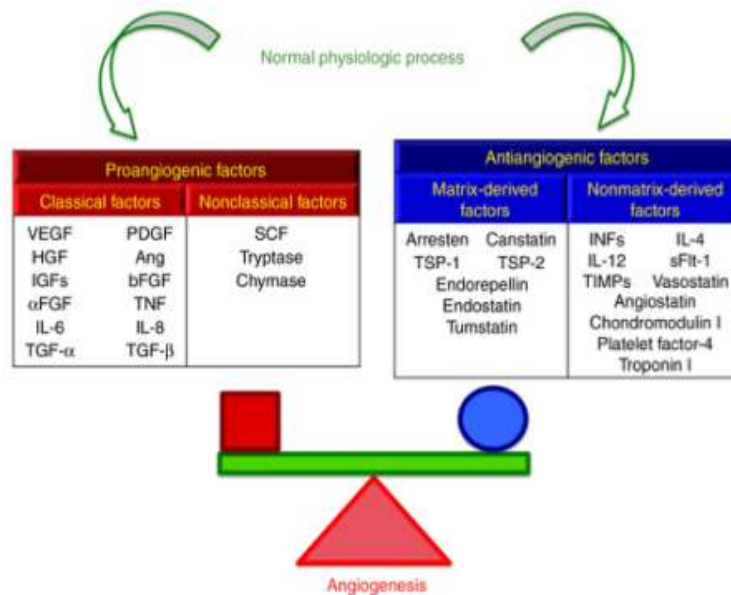 Normal physiologic process
Proangiogenic factors
Classical factors
Nonclassical factors
VEGF PDGF
HGF Ang
IGFs bFGF
αFGF TNF
IL-6 IL-8
TGF-α TGF-β
SCF
Tryptase
Chymase
Antiangiogenic factors
Matrix-derived
factors
Nonmatrix-derived
factors
Arresten Canstatin
TSP-1 TSP-2
Endorepellin
Endostatin
Tumstatin
INFs IL-4
IL-12 sFlt-1
TIMPs Vasostatin
Angiostatin
Chondromodulin I
Platelet factor-4
Troponin I
Angiogenesis